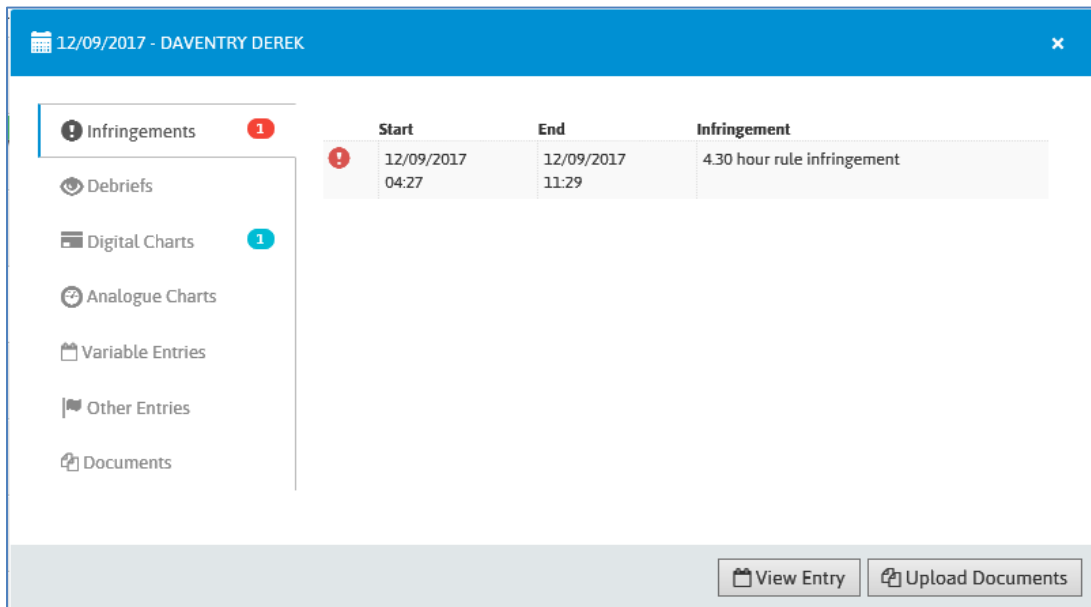 12/09/2017 - DAVENTRY DEREK ×
Infringements 1
Debriefs
Digital Charts 1
Analogue Charts
Variable Entries
Other Entries
Documents
Start End Infringement
12/09/2017 12/09/2017 4.30 hour rule infringement
04:27 11:29
View Entry Upload Documents